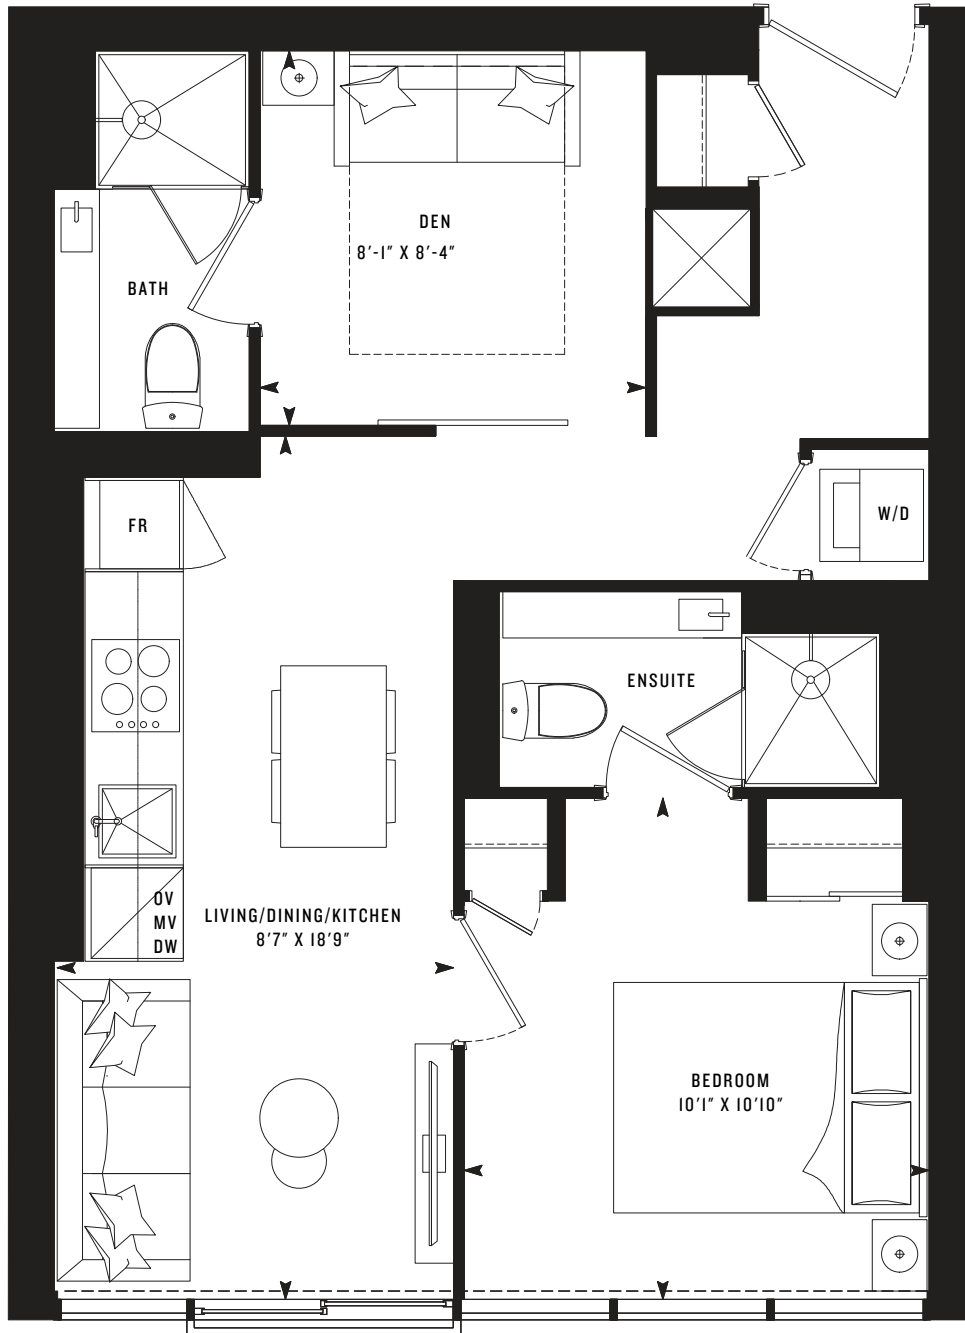 DEN
8'-1" X 8'-4"
BATH
FR
W/D
ENSUITE
OV
MV
DW
LIVING/DINING/KITCHEN
8'7" X 18'9"
BEDROOM
10'1" X 10'10"